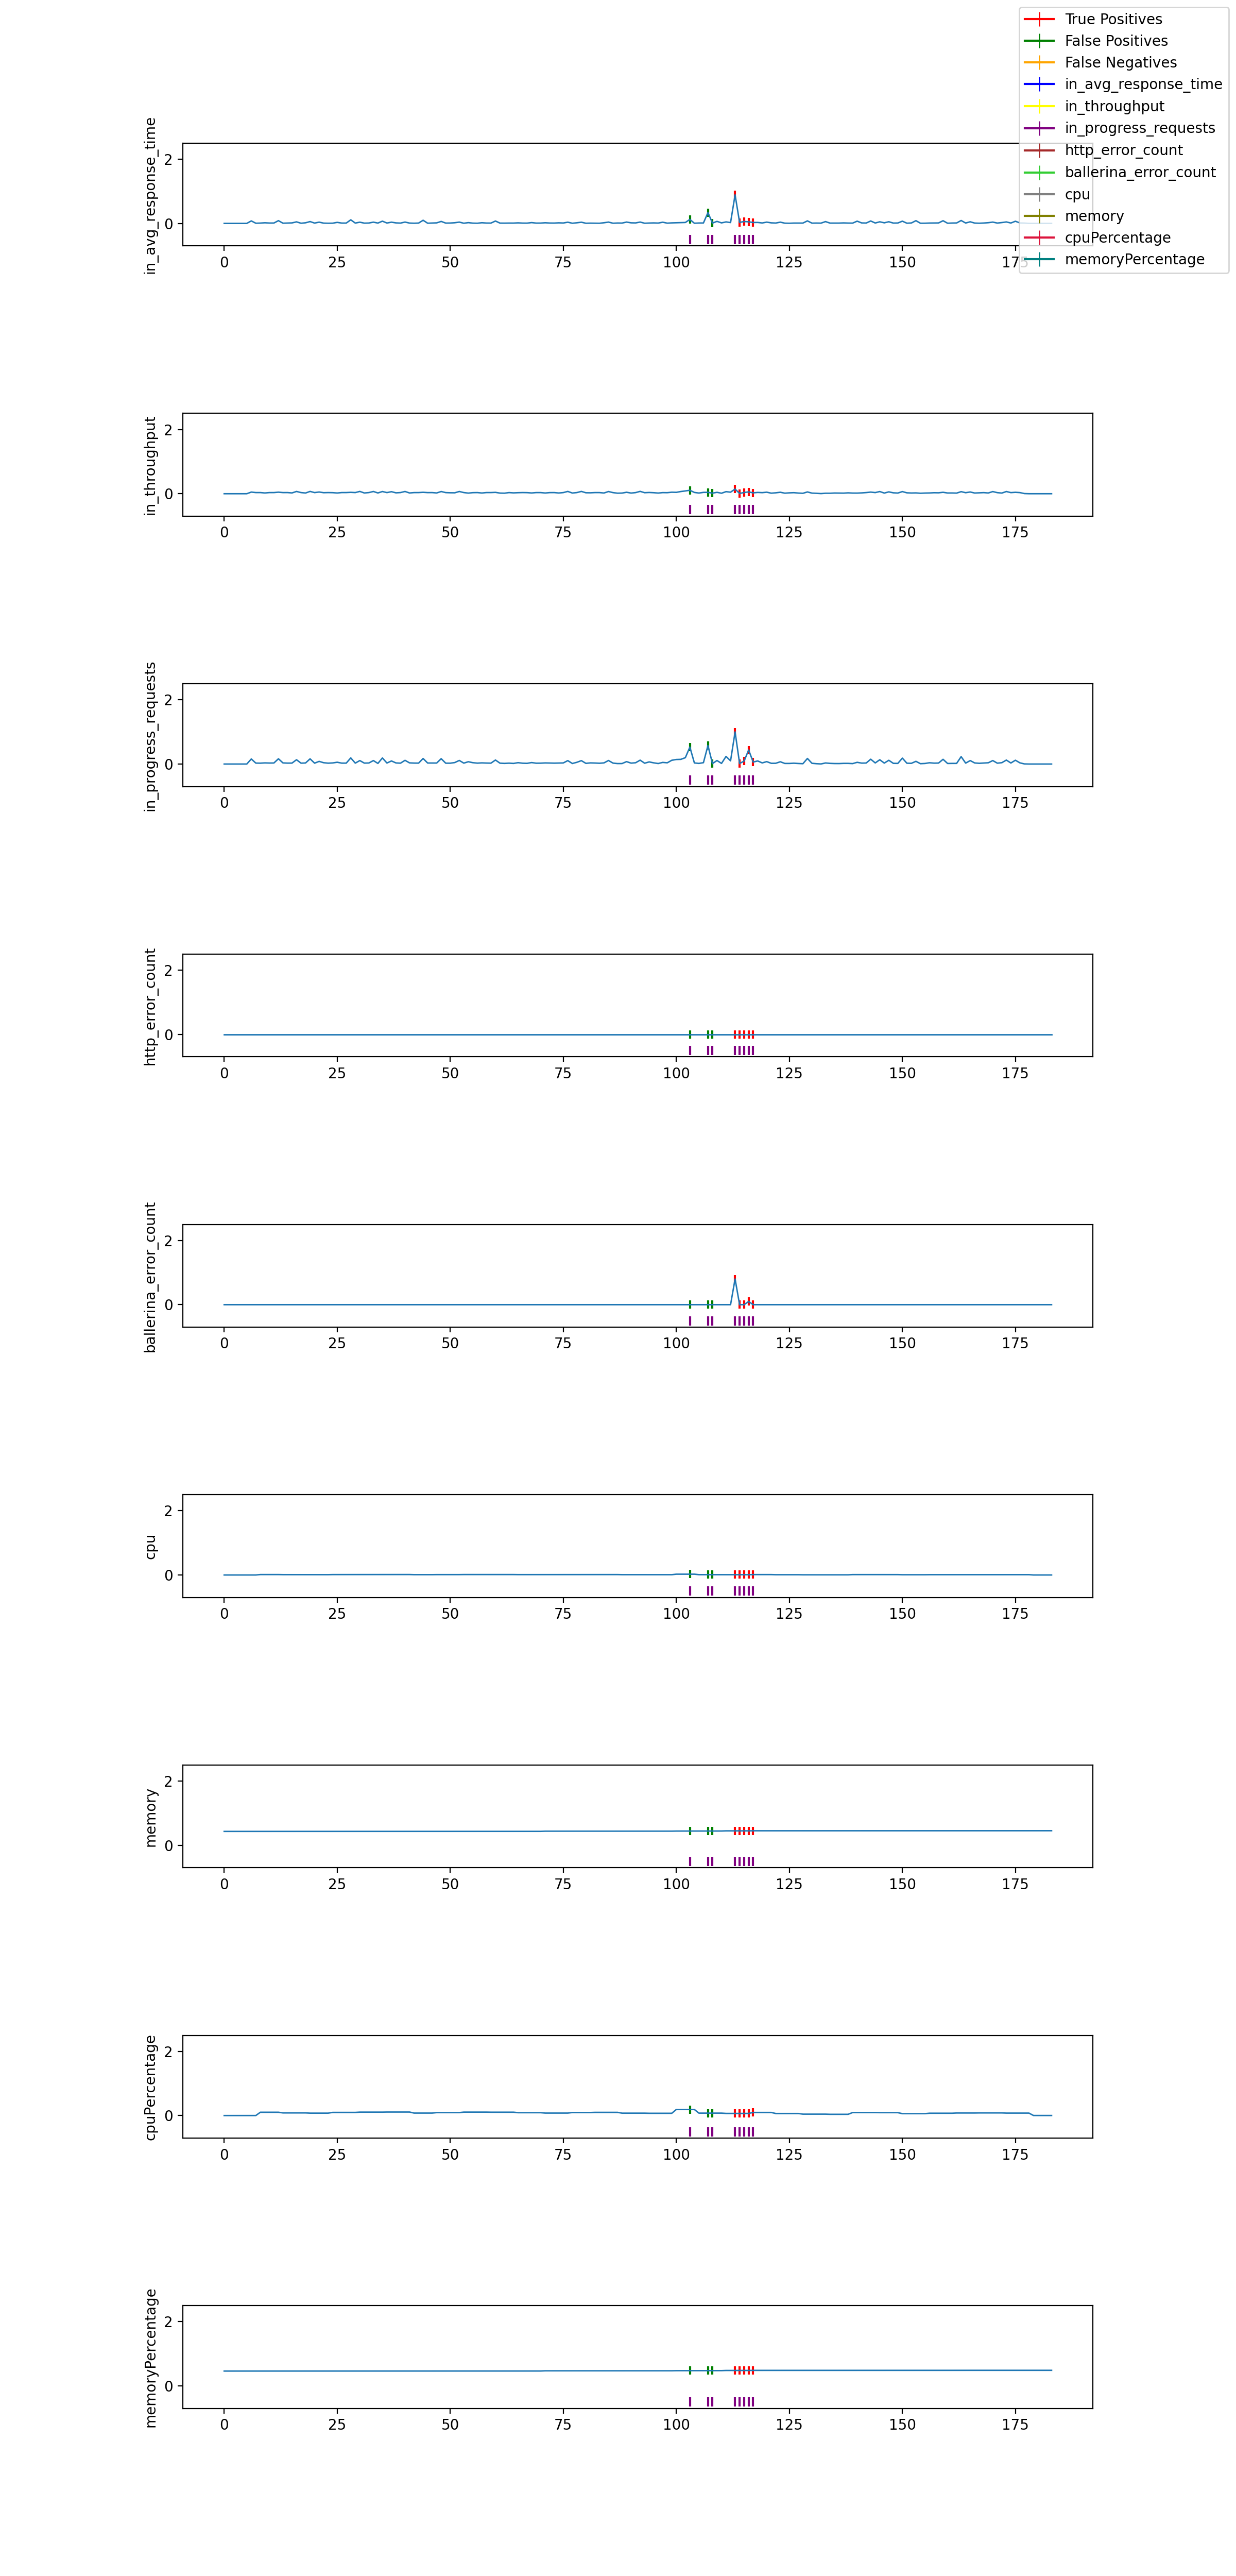 True Positives
False Positives
False Negatives
in_avg_response_time
in_throughput
in_progress_requests
http_error_count
ballerina_error_count
cpu
memory
cpuPercentage
memoryPercentage
in_avg_response_time
2
0
0 25 50 75 100 125 150 175
in_throughput
2
0
0 25 50 75 100 125 150 175
in_progress_requests
2
0
0 25 50 75 100 125 150 175
http_error_count
2
0
0 25 50 75 100 125 150 175
ballerina_error_count
2
0
0 25 50 75 100 125 150 175
cpu
2
0
0 25 50 75 100 125 150 175
memory
2
0
0 25 50 75 100 125 150 175
cpuPercentage
2
0
0 25 50 75 100 125 150 175
memoryPercentage
2
0
0 25 50 75 100 125 150 175